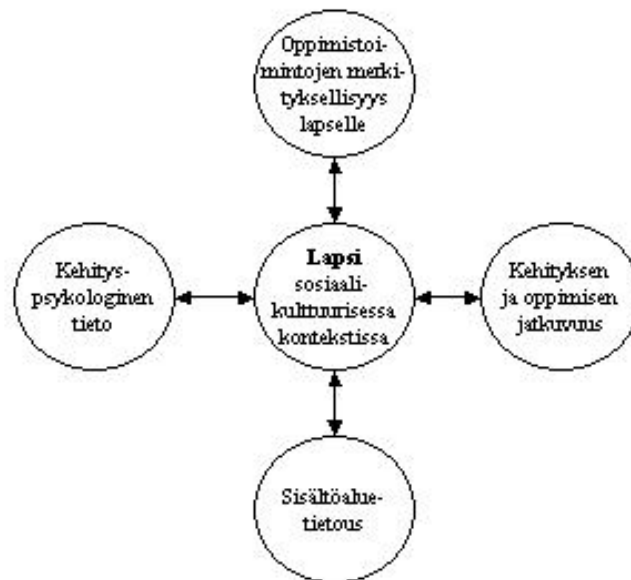 Oppimistoi-
mintojen merki-
tyksellisyys
lapselle
Kehitys-
psykologinen
tieto
Lapsi
sosiaali-
kulttuurisessa
kontekstissa
Kehityksen
ja oppimisen
jatkuvuus
Sisältöalue-
tietous